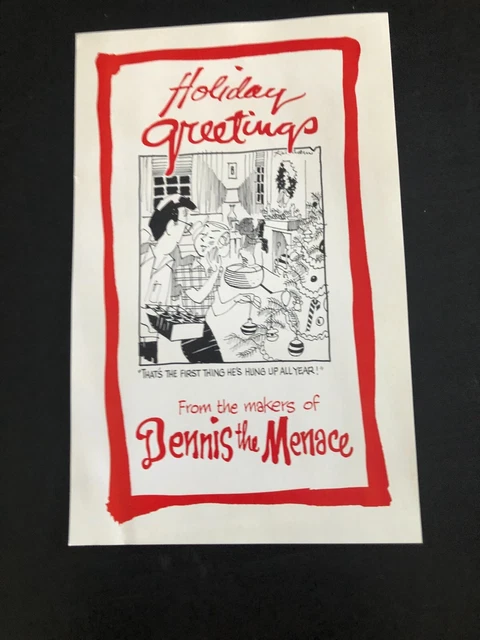 Holiday
greetings
"THAT'S THE FIRST THING HE'S HUNG UP ALL YEAR!"
From the makers of
Dennis the Menace